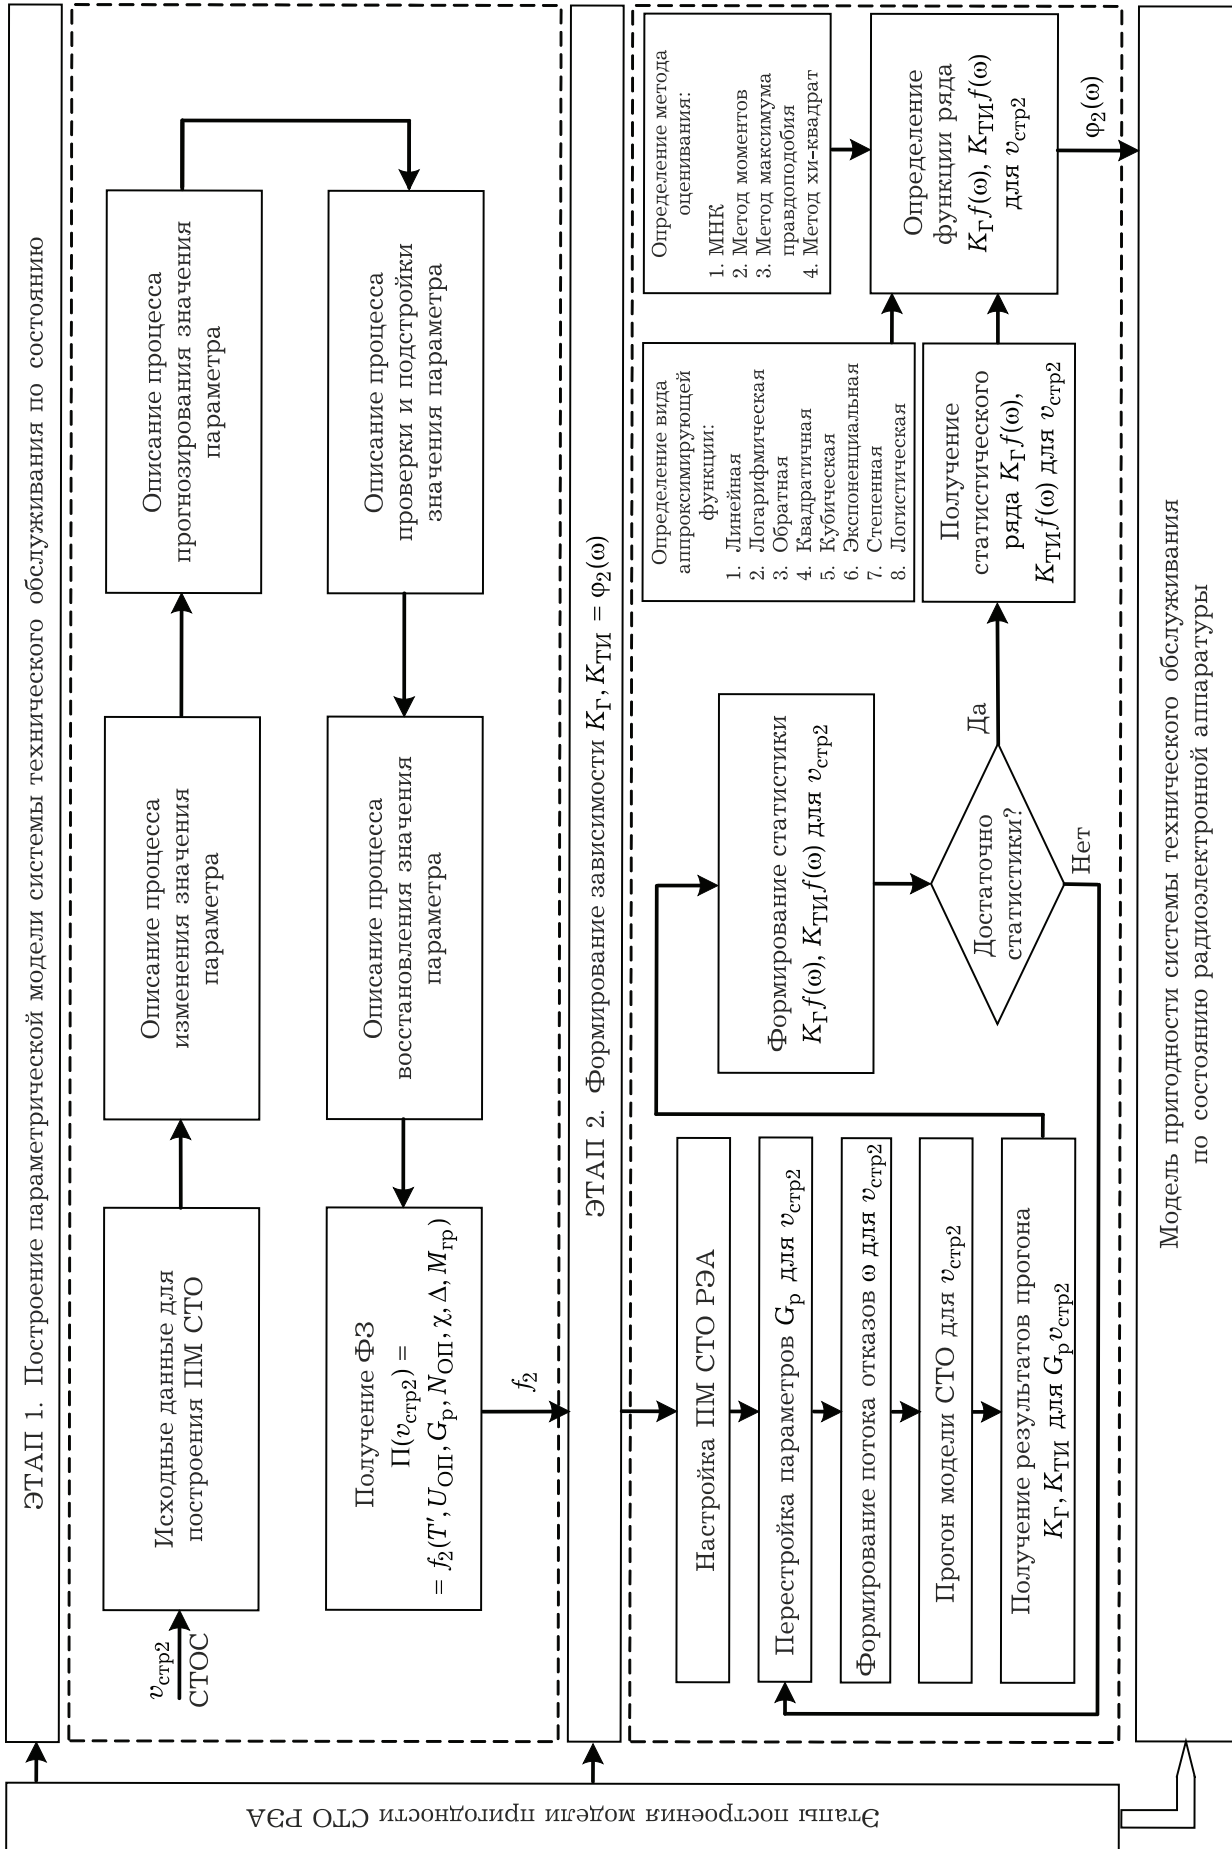 Этапы построения модели пригодности СТО РЭА
ЭТАП 1. Построение параметрической модели системы технического обслуживания по состоянию
v_стр2
СТОС
Исходные данные для
построения ПМ СТО
Описание процесса
изменения значения
параметра
Описание процесса
прогнозирования значения
параметра
Описание процесса
проверки и подстройки
значения параметра
Описание процесса
восстановления значения
параметра
Получение ФЗ
П(v_стр2) =
= f_2(T′, U_ОП, G_р, N_ОП, χ, Δ, M_гр)
f_2
ЭТАП 2. Формирование зависимости K_Г, K_ТИ = φ_2(ω)
Настройка ПМ СТО РЭА
Перестройка параметров G_р для v_стр2
Формирование потока отказов ω для v_стр2
Прогон модели СТО для v_стр2
Получение результатов прогона
K_Г, K_ТИ для G_р v_стр2
Формирование статистики
K_Г f(ω), K_ТИ f(ω) для v_стр2
Достаточно
статистики?
Да
Нет
Определение вида
аппроксимирующей
функции:
1. Линейная
2. Логарифмическая
3. Обратная
4. Квадратичная
5. Кубическая
6. Экспоненциальная
7. Степенная
8. Логистическая
Получение
статистического
ряда K_Г f(ω),
K_ТИ f(ω) для v_стр2
Определение метода
оценивания:
1. МНК
2. Метод моментов
3. Метод максимума
правдоподобия
4. Метод хи-квадрат
Определение
функции ряда
K_Г f(ω), K_ТИ f(ω)
для v_стр2
φ_2(ω)
Модель пригодности системы технического обслуживания
по состоянию радиоэлектронной аппаратуры